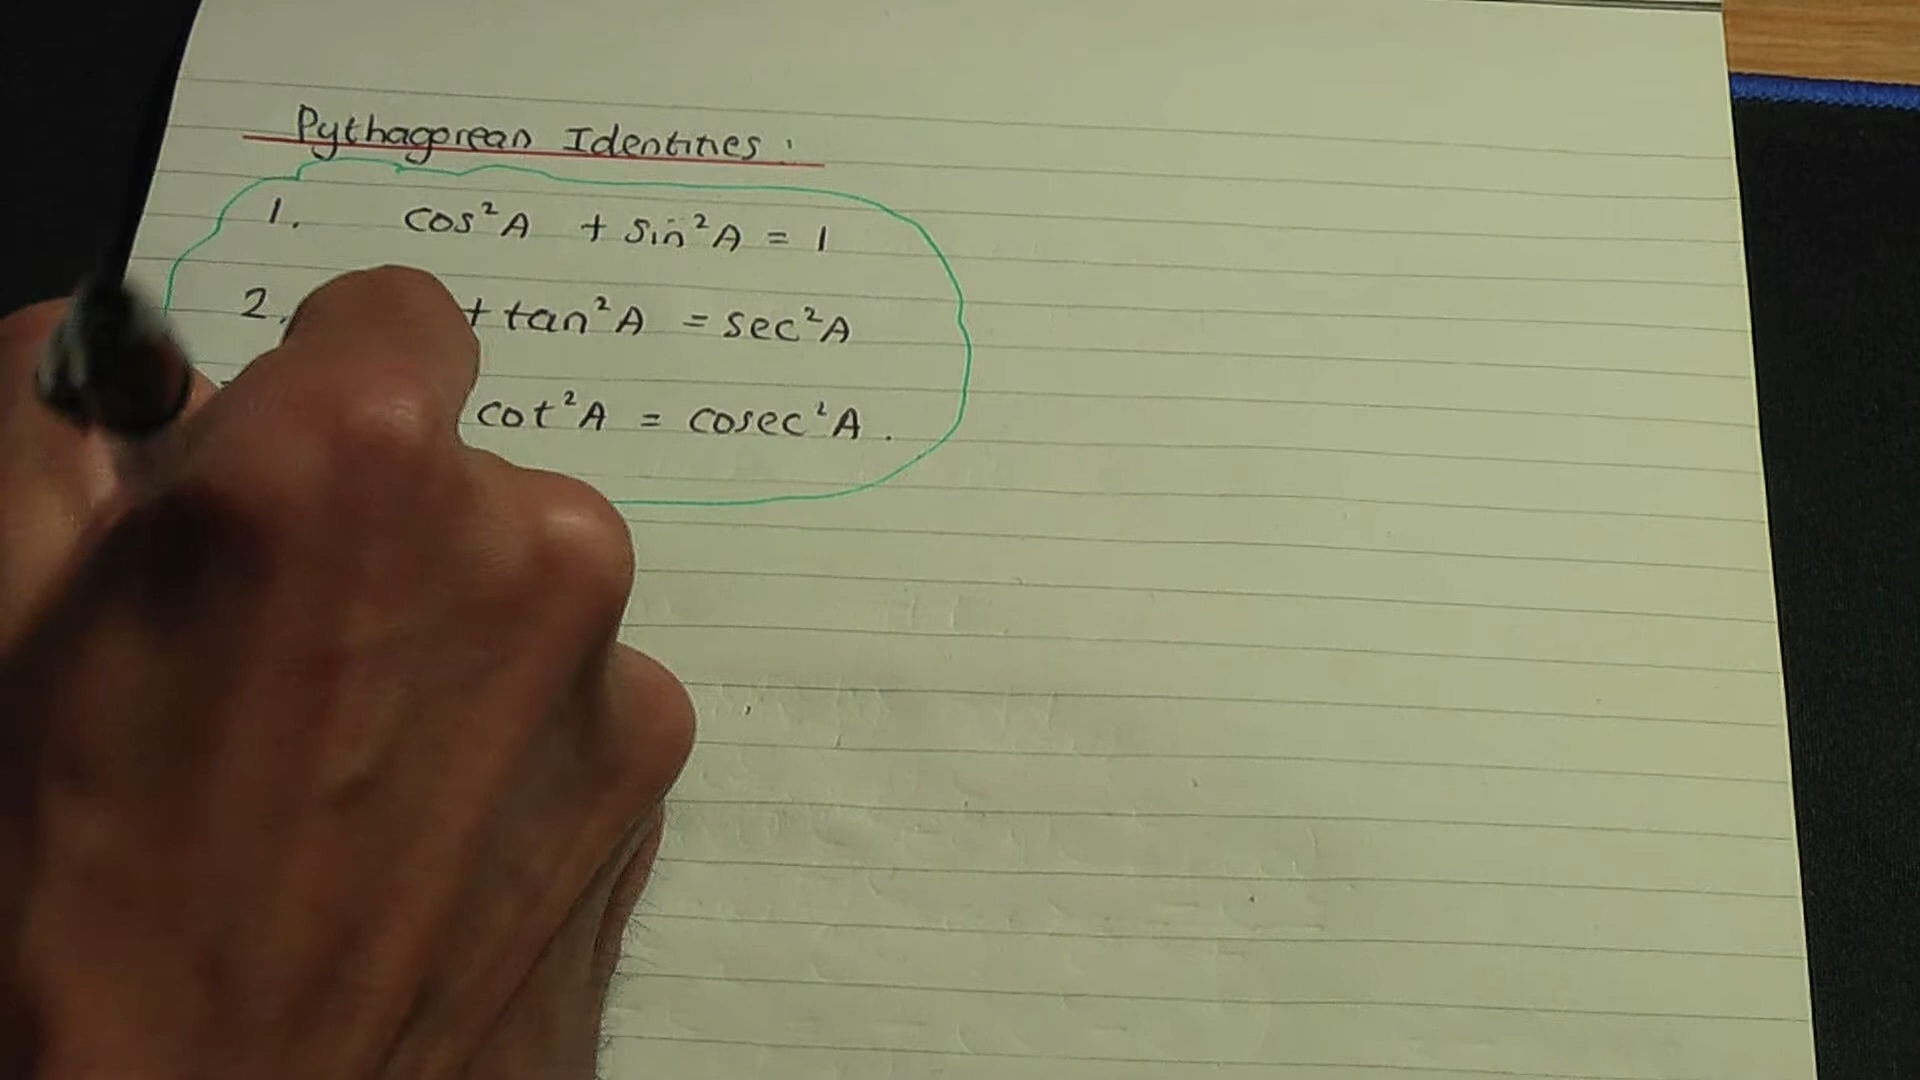 Pythagorean Identities :
1. cos²A + sin²A = 1
2. + tan²A = sec²A
cot²A = cosec²A.